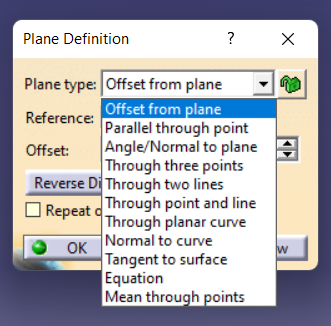 Plane Definition ?
Plane type: Offset from plane
Offset from plane
Reference: Parallel through point
Angle/Normal to plane
Offset: Through three points
Reverse Through two lines
Through point and line
Repeat Through planar curve
Normal to curve
OK Tangent to surface
Equation
Mean through points